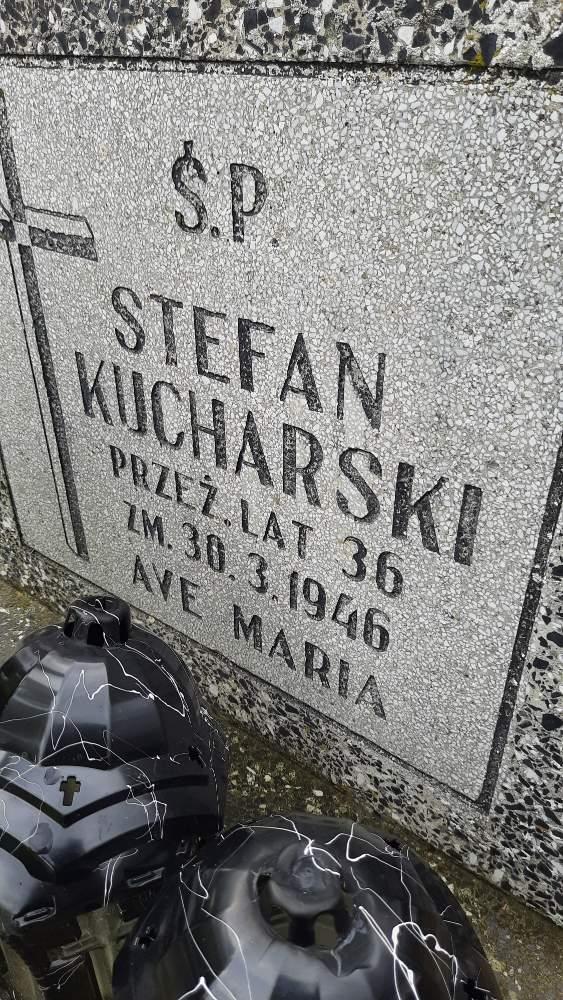 Ś.P.
STEFAN
KUCHARSKI
PRZEŻ. LAT 36
ZM. 30.3.1946
AVE MARIA